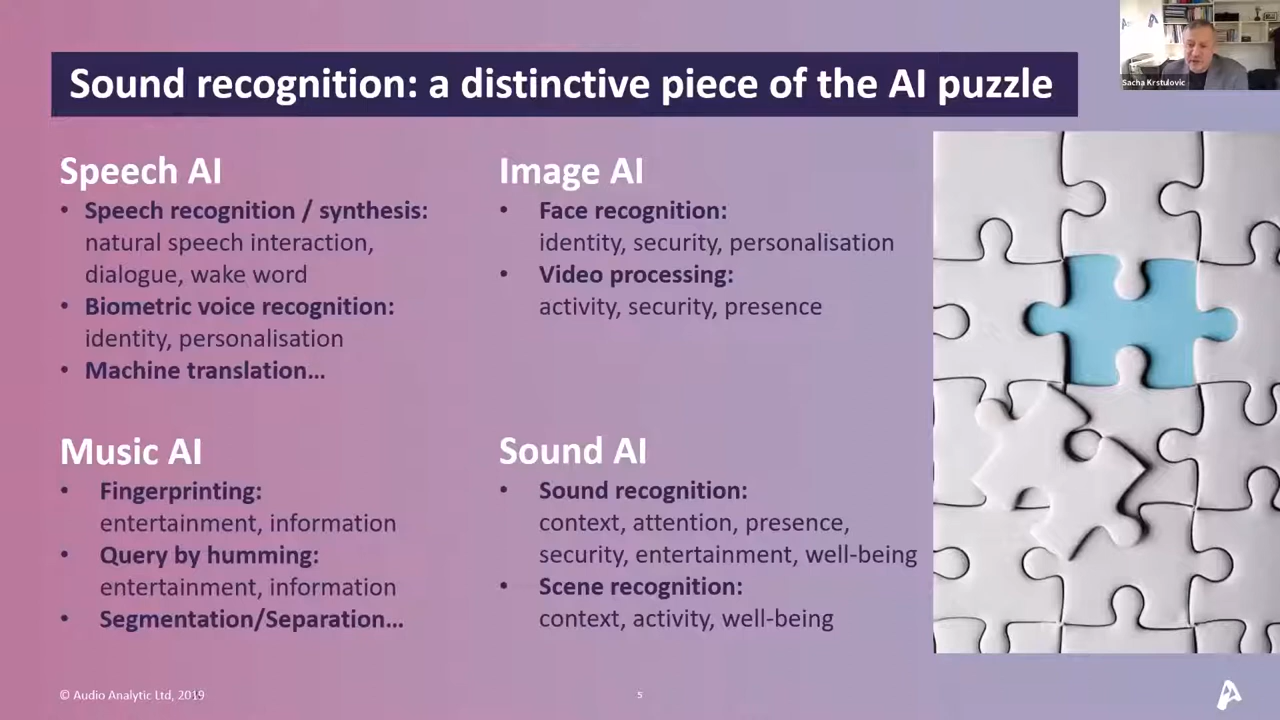 Sound recognition: a distinctive piece of the AI puzzle
Sacha Krstulovic
Speech AI
• Speech recognition / synthesis:
natural speech interaction,
dialogue, wake word
• Biometric voice recognition:
identity, personalisation
• Machine translation…
Image AI
• Face recognition:
identity, security, personalisation
• Video processing:
activity, security, presence
Music AI
• Fingerprinting:
entertainment, information
• Query by humming:
entertainment, information
• Segmentation/Separation…
Sound AI
• Sound recognition:
context, attention, presence,
security, entertainment, well-being
• Scene recognition:
context, activity, well-being
© Audio Analytic Ltd, 2019
5